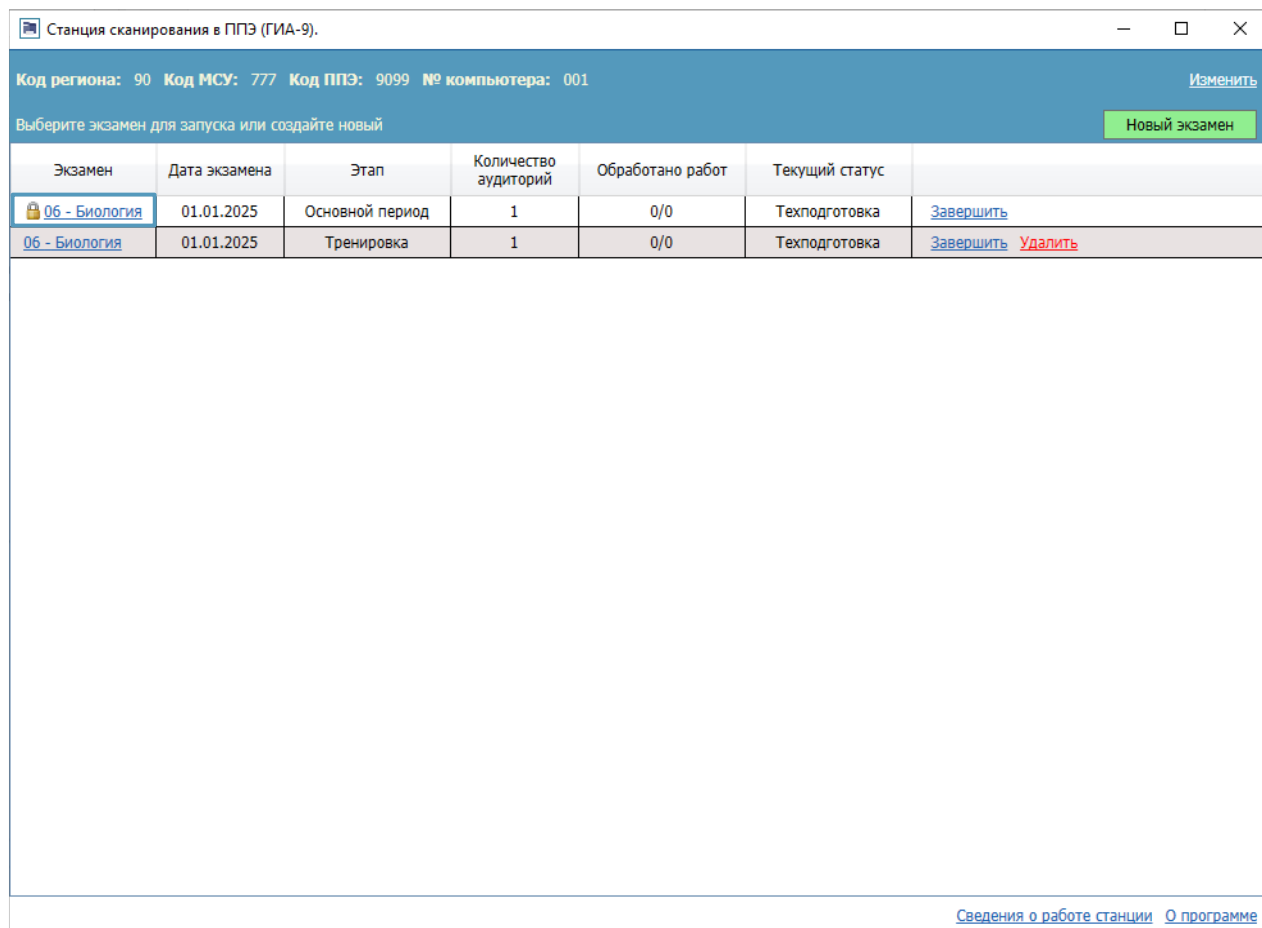 Станция сканирования в ППЭ (ГИА-9).
Код региона: 90 Код МСУ: 777 Код ППЭ: 9099 № компьютера: 001 Изменить
Выберите экзамен для запуска или создайте новый Новый экзамен
Экзамен Дата экзамена Этап Количество аудиторий Обработано работ Текущий статус
06 - Биология 01.01.2025 Основной период 1 0/0 Техподготовка Завершить
06 - Биология 01.01.2025 Тренировка 1 0/0 Техподготовка Завершить Удалить
Сведения о работе станции О программе